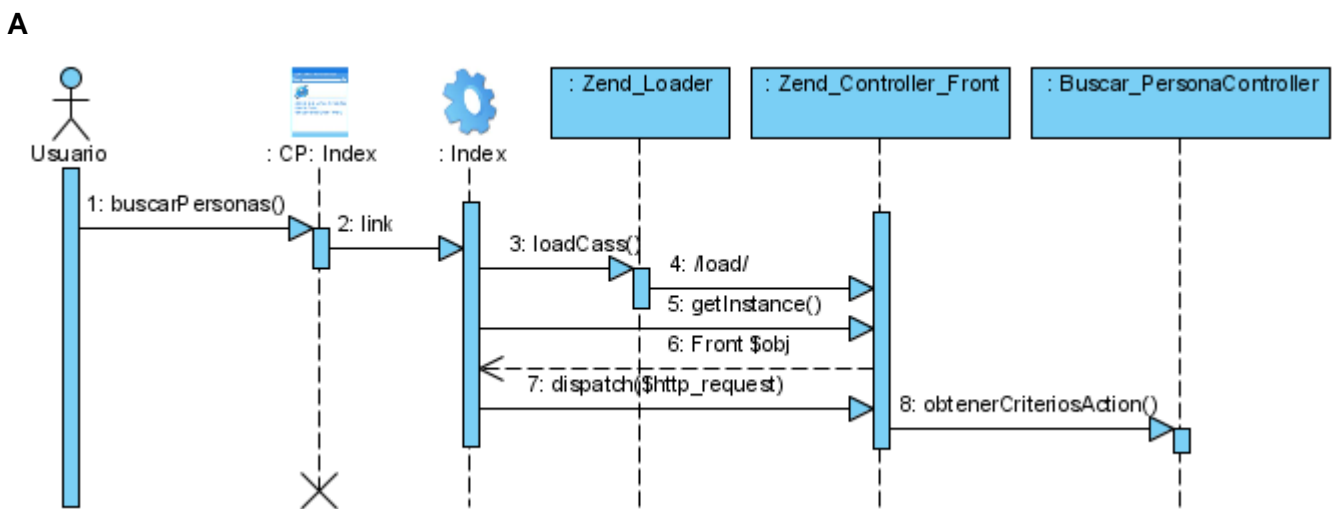 A
: Zend_Loader
: Zend_Controller_Front
: Buscar_PersonaController
Usuario
: CP: Index
: Index
1: buscarPersonas()
2: link
3: loadCass()
4: /load/
5: getInstance()
6: Front $obj
7: dispatch($http_request)
8: obtenerCriteriosAction()